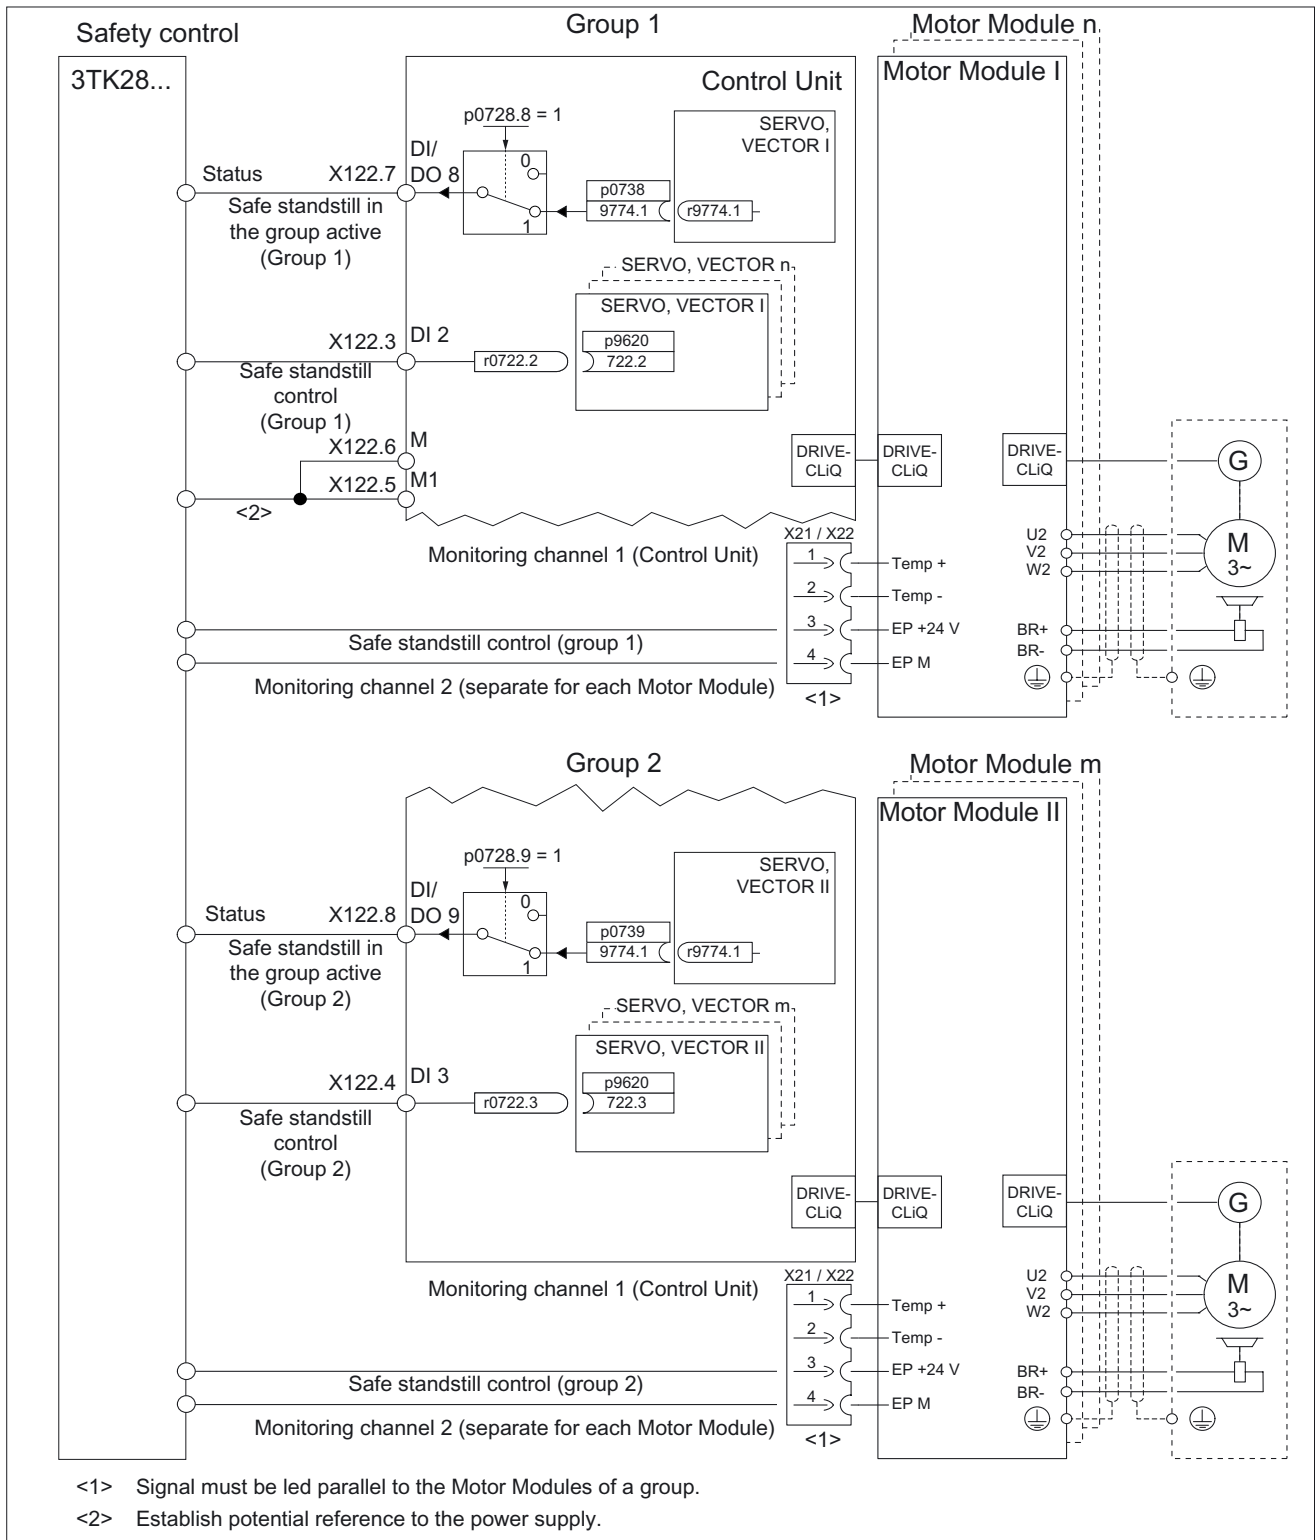 Safety control
Group 1
Motor Module n
3TK28...
Control Unit
Motor Module I
p0728.8 = 1
SERVO,
VECTOR I
DI/
DO 8
0
1
Status
X122.7
p0738
9774.1
r9774.1
Safe standstill in
the group active
(Group 1)
SERVO, VECTOR n
SERVO, VECTOR I
X122.3
DI 2
r0722.2
p9620
722.2
Safe standstill
control
(Group 1)
X122.6
M
X122.5
M1
<2>
DRIVE-
CLiQ
DRIVE-
CLiQ
DRIVE-
CLiQ
G
Monitoring channel 1 (Control Unit)
X21 / X22
1
Temp +
2
Temp -
3
EP +24 V
4
EP M
<1>
U2
V2
W2
M
3~
BR+
BR-
Safe standstill control (group 1)
Monitoring channel 2 (separate for each Motor Module)
Group 2
Motor Module m
Motor Module II
p0728.9 = 1
SERVO,
VECTOR II
DI/
DO 9
0
1
Status
X122.8
p0739
9774.1
r9774.1
Safe standstill in
the group active
(Group 2)
SERVO, VECTOR m
SERVO, VECTOR II
X122.4
DI 3
r0722.3
p9620
722.3
Safe standstill
control
(Group 2)
DRIVE-
CLiQ
DRIVE-
CLiQ
DRIVE-
CLiQ
G
Monitoring channel 1 (Control Unit)
X21 / X22
1
Temp +
2
Temp -
3
EP +24 V
4
EP M
<1>
U2
V2
W2
M
3~
BR+
BR-
Safe standstill control (group 2)
Monitoring channel 2 (separate for each Motor Module)
<1> Signal must be led parallel to the Motor Modules of a group.
<2> Establish potential reference to the power supply.